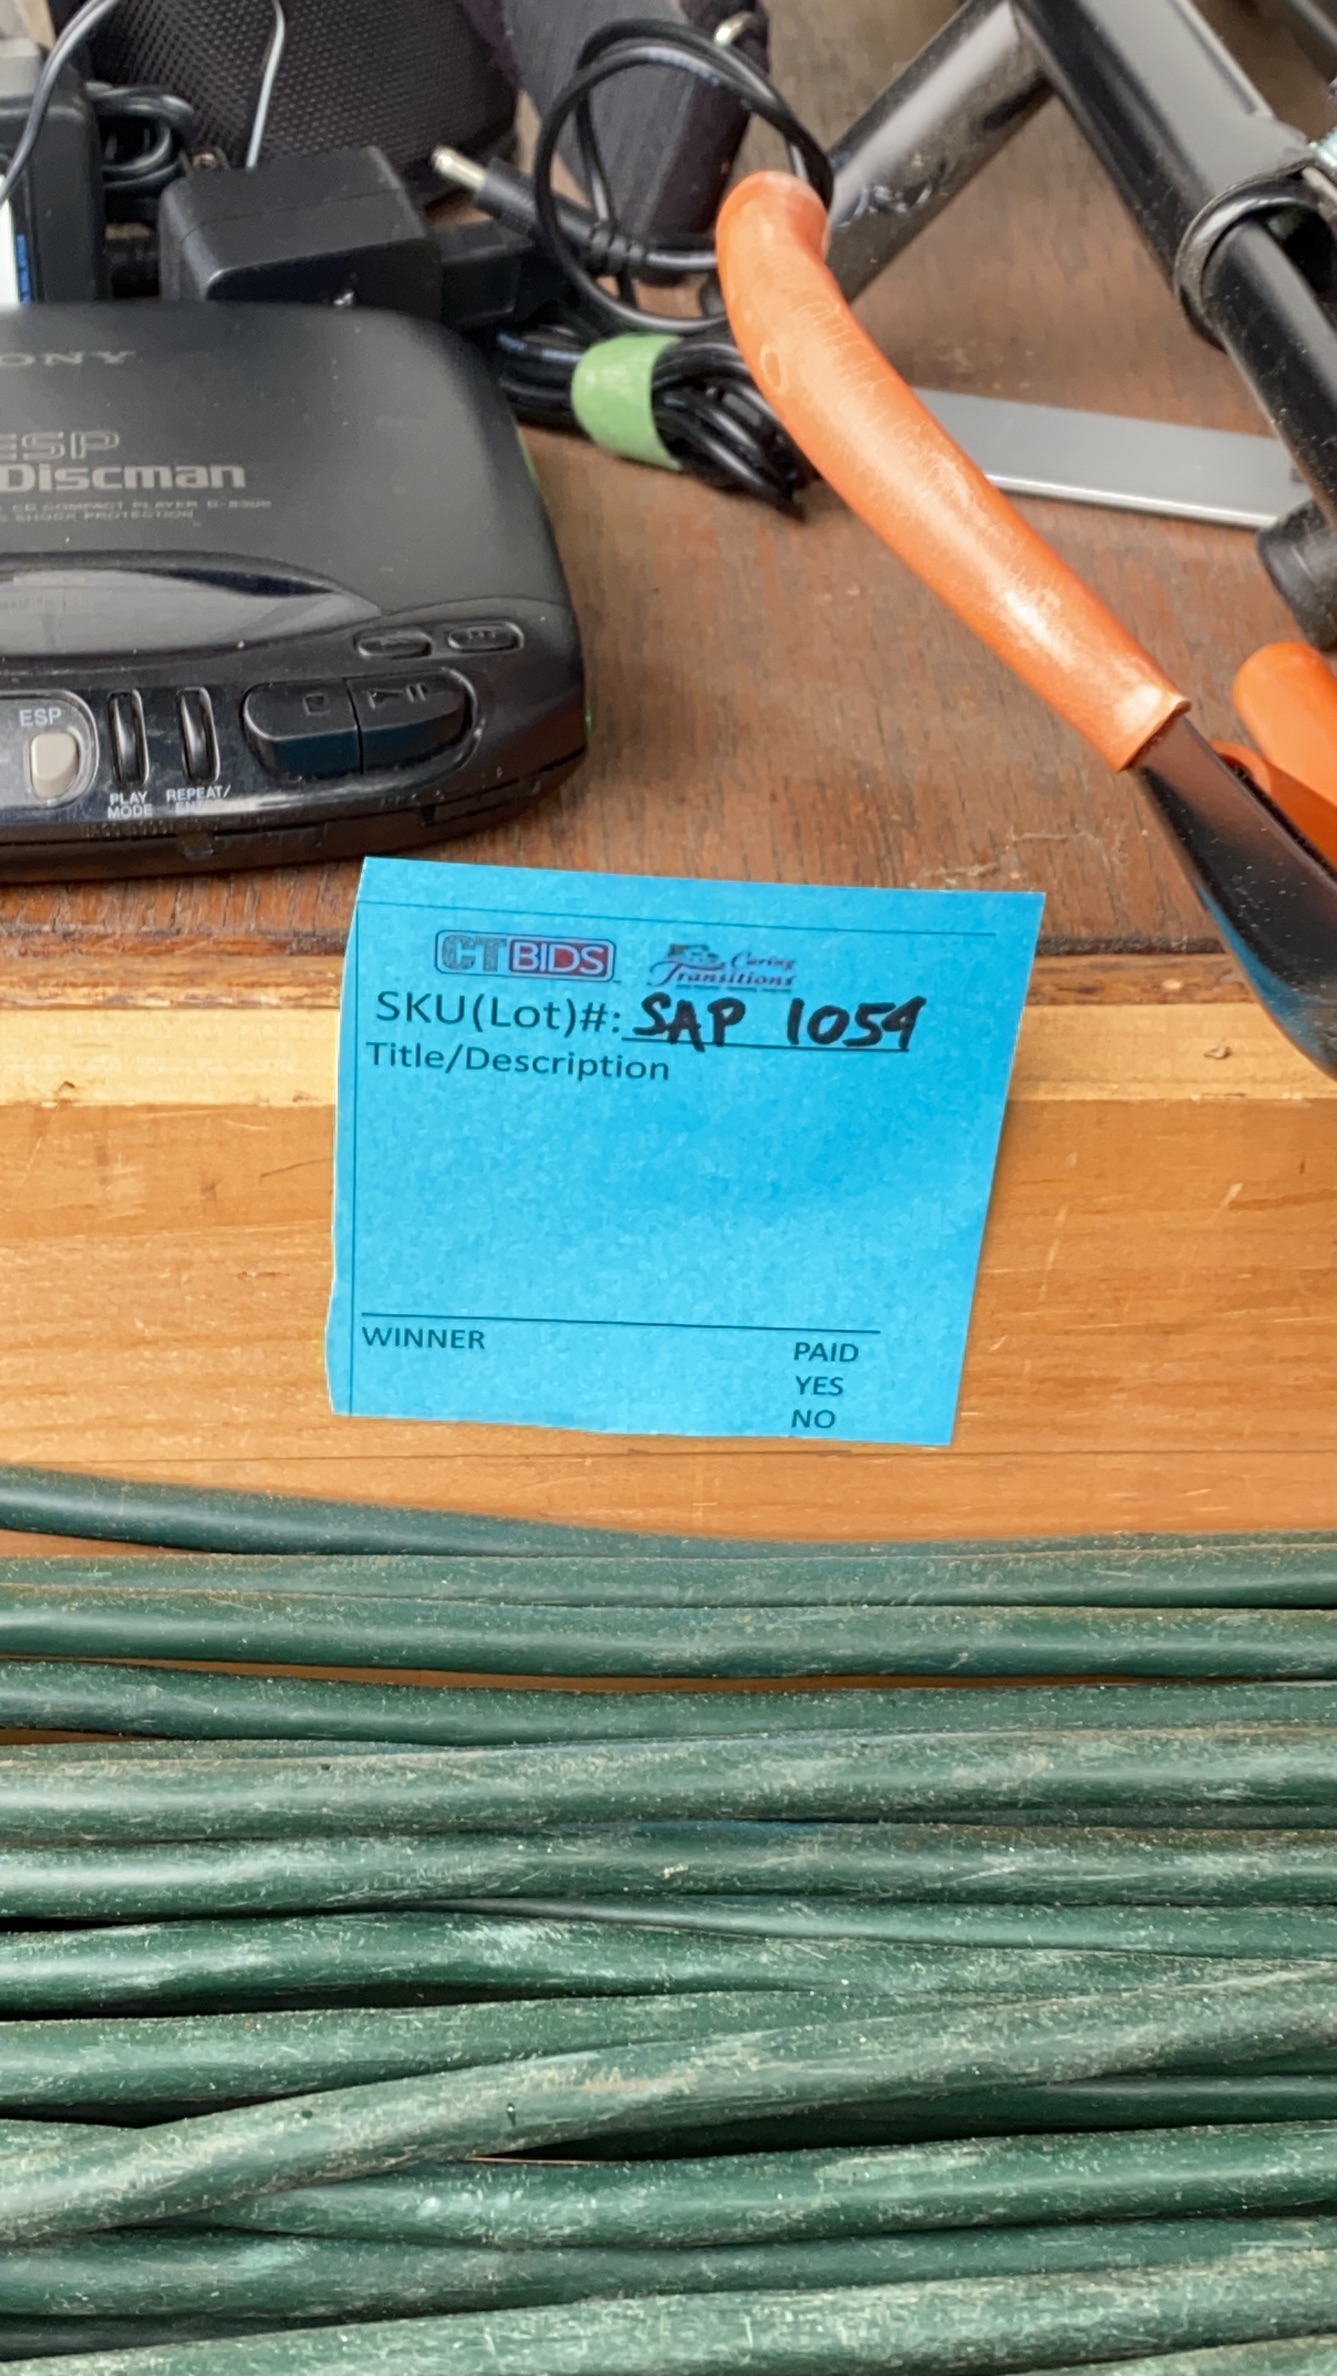 ONY
ESP
Discman
ESP
PLAY
MODE
REPEAT/
CTBIDS
Caring
Transitions
SKU(Lot)#: SAP 1054
Title/Description
WINNER
PAID
YES
NO